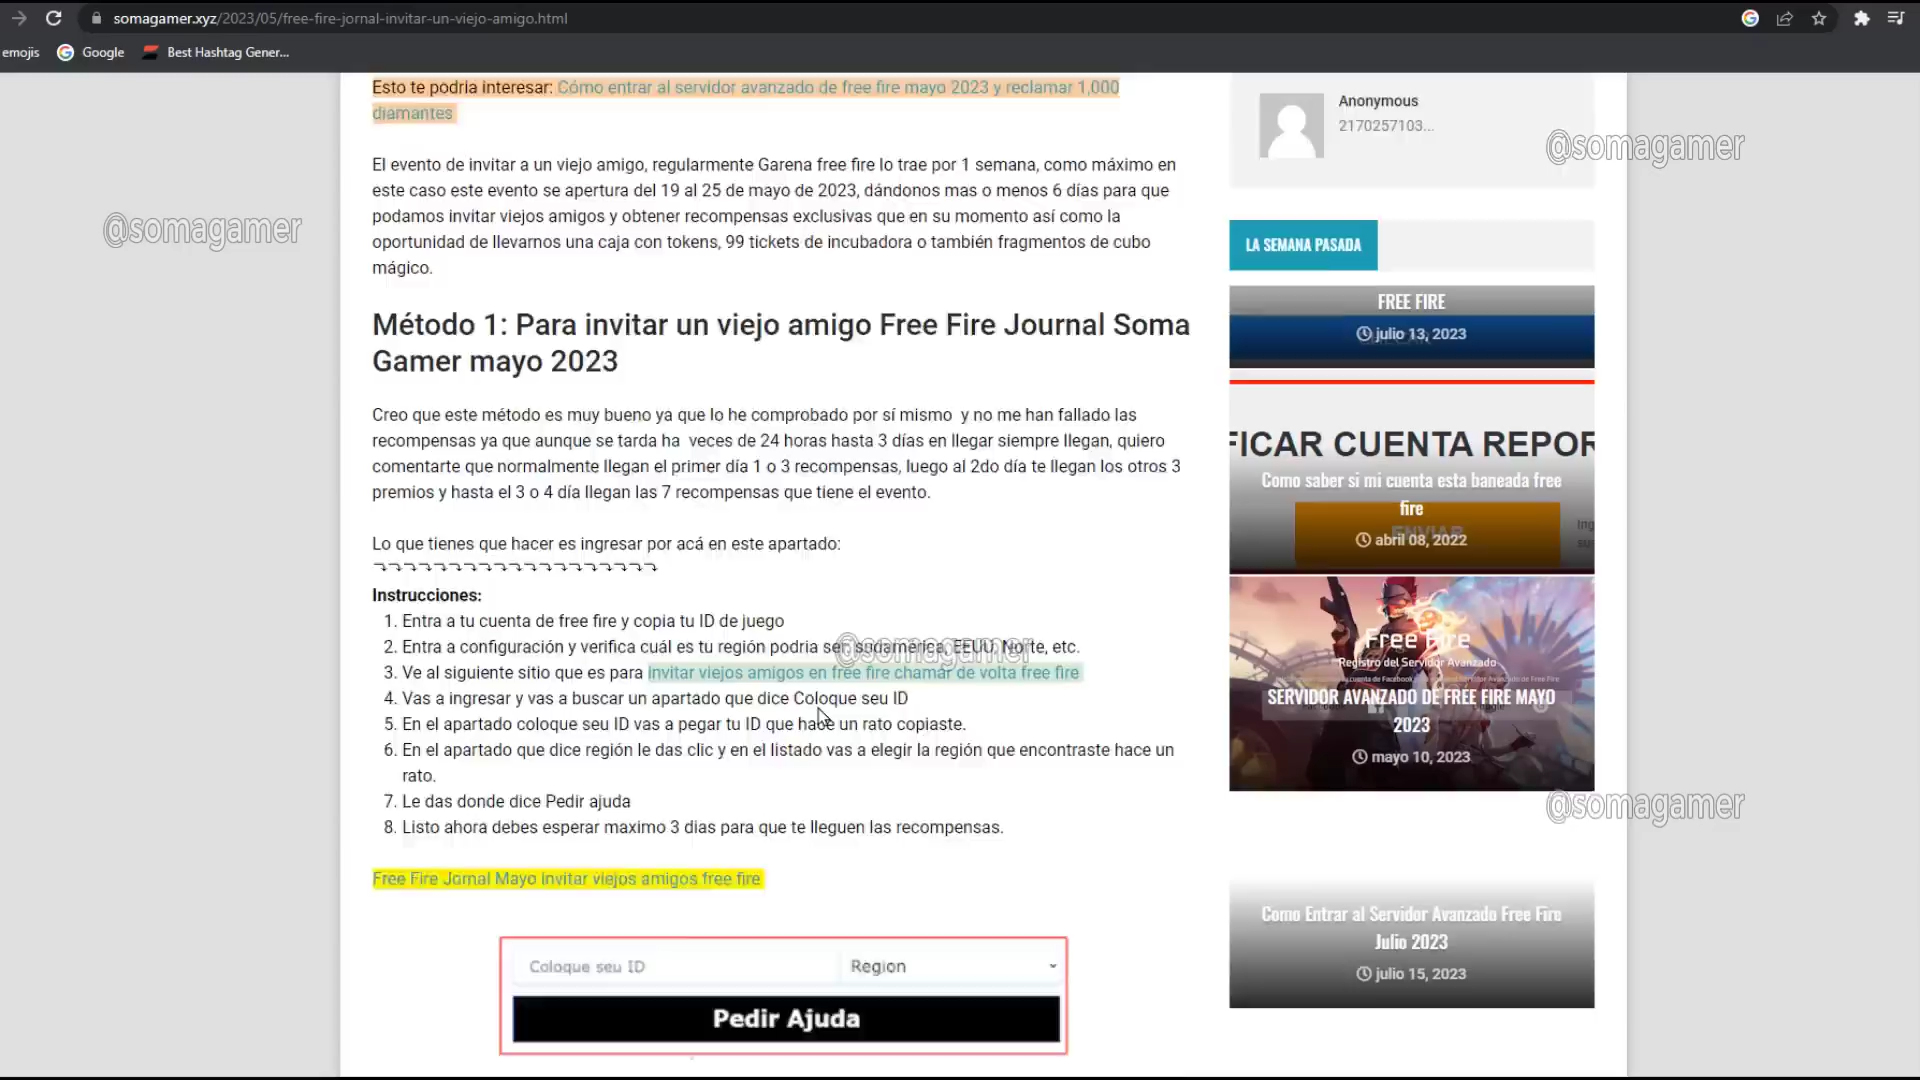 somagamer.xyz/2023/05/free-fire-jornal-invitar-un-viejo-amigo.html
emojis Google Best Hashtag Gener...
Esto te podria interesar: Cómo entrar al servidor avanzado de free fire mayo 2023 y reclamar 1,000
diamantes
El evento de invitar a un viejo amigo, regularmente Garena free fire lo trae por 1 semana, como máximo en
este caso este evento se apertura del 19 al 25 de mayo de 2023, dándonos mas o menos 6 días para que
podamos invitar viejos amigos y obtener recompensas exclusivas que en su momento así como la
oportunidad de llevarnos una caja con tokens, 99 tickets de incubadora o también fragmentos de cubo
mágico.
Método 1: Para invitar un viejo amigo Free Fire Journal Soma
Gamer mayo 2023
Creo que este método es muy bueno ya que lo he comprobado por sí mismo y no me han fallado las
recompensas ya que aunque se tarda ha veces de 24 horas hasta 3 días en llegar siempre llegan, quiero
comentarte que normalmente llegan el primer día 1 o 3 recompensas, luego al 2do día te llegan los otros 3
premios y hasta el 3 o 4 día llegan las 7 recompensas que tiene el evento.
Lo que tienes que hacer es ingresar por acá en este apartado:
Instrucciones:
1. Entra a tu cuenta de free fire y copia tu ID de juego
2. Entra a configuración y verifica cuál es tu región podria ser: sudamérica, EEUU, Norte, etc.
3. Ve al siguiente sitio que es para invitar viejos amigos en free fire chamar de volta free fire
4. Vas a ingresar y vas a buscar un apartado que dice Coloque seu ID
5. En el apartado coloque seu ID vas a pegar tu ID que hace un rato copiaste.
6. En el apartado que dice región le das clic y en el listado vas a elegir la región que encontraste hace un
rato.
7. Le das donde dice Pedir ajuda
8. Listo ahora debes esperar maximo 3 dias para que te lleguen las recompensas.
Free Fire Jornal Mayo invitar viejos amigos free fire
Coloque seu ID Region
Pedir Ajuda
Anonymous
2170257103...
LA SEMANA PASADA
FREE FIRE
julio 13, 2023
FICAR CUENTA REPOR
Como saber si mi cuenta esta baneada free
fire
ENVIAR
abril 08, 2022
Free Fire
Registro del Servidor Avanzado
SERVIDOR AVANZADO DE FREE FIRE MAYO
2023
mayo 10, 2023
Como Entrar al Servidor Avanzado Free Fire
Julio 2023
julio 15, 2023
@somagamer
@somagamer
@somagamer
@somagamer